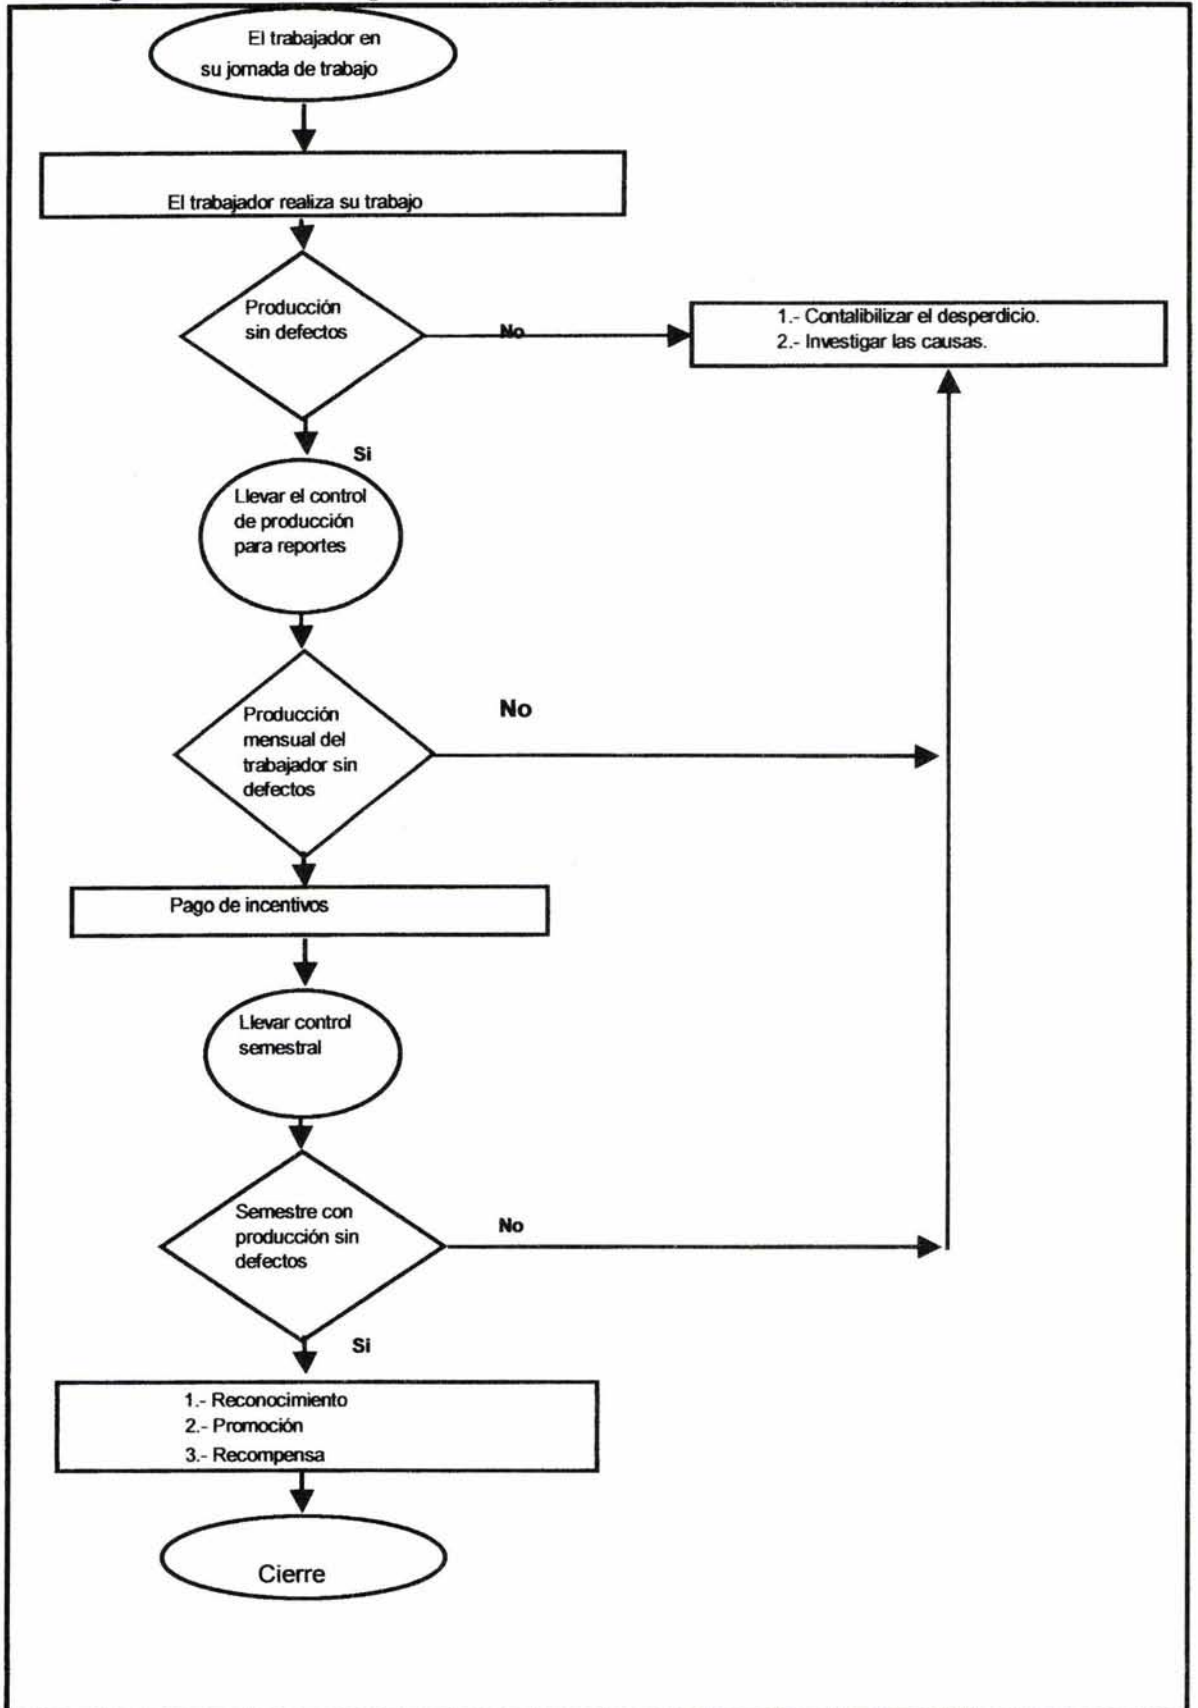 El trabajador en
su jornada de trabajo
El trabajador realiza su trabajo
Producción
sin defectos
No
1.- Contalibilizar el desperdicio.
2.- Investigar las causas.
Si
Llevar el control
de producción
para reportes
Producción
mensual del
trabajador sin
defectos
No
Pago de incentivos
Llevar control
semestral
Semestre con
producción sin
defectos
No
Si
1.- Reconocimiento
2.- Promoción
3.- Recompensa
Cierre